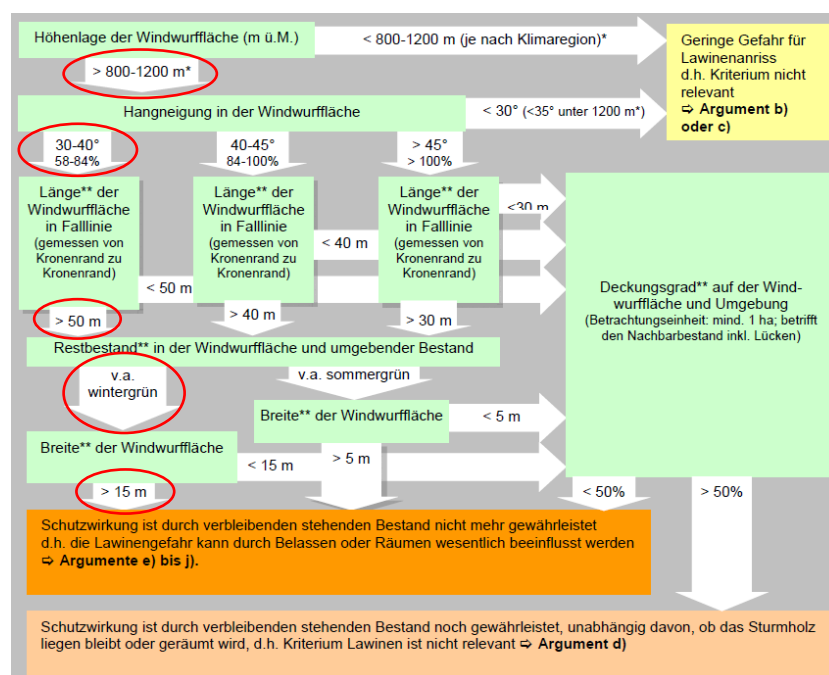 Höhenlage der Windwurffläche (m ü.M.)
< 800-1200 m (je nach Klimaregion)*
Geringe Gefahr für
Lawinenanriss
d.h. Kriterium nicht
relevant
⇨ Argument b)
oder c)
> 800-1200 m*
Hangneigung in der Windwurffläche
< 30° (<35° unter 1200 m*)
30-40°
58-84%
40-45°
84-100%
> 45°
> 100%
Länge** der
Windwurffläche
in Falllinie
(gemessen von
Kronenrand zu
Kronenrand)
Länge** der
Windwurffläche
in Falllinie
(gemessen von
Kronenrand zu
Kronenrand)
Länge** der
Windwurffläche
in Falllinie
(gemessen von
Kronenrand zu
Kronenrand)
<30 m
< 40 m
< 50 m
Deckungsgrad** auf der Wind-
wurffläche und Umgebung
(Betrachtungseinheit: mind. 1 ha; betrifft
den Nachbarbestand inkl. Lücken)
> 50 m
> 40 m
> 30 m
Restbestand** in der Windwurffläche und umgebender Bestand
v.a.
wintergrün
v.a. sommergrün
Breite** der Windwurffläche
< 5 m
Breite** der Windwurffläche
< 15 m
> 5 m
> 15 m
< 50%
> 50%
Schutzwirkung ist durch verbleibenden stehenden Bestand nicht mehr gewährleistet
d.h. die Lawinengefahr kann durch Belassen oder Räumen wesentlich beeinflusst werden
⇨ Argumente e) bis j).
Schutzwirkung ist durch verbleibenden stehenden Bestand noch gewährleistet, unabhängig davon, ob das Sturmholz
liegen bleibt oder geräumt wird, d.h. Kriterium Lawinen ist nicht relevant ⇨ Argument d)